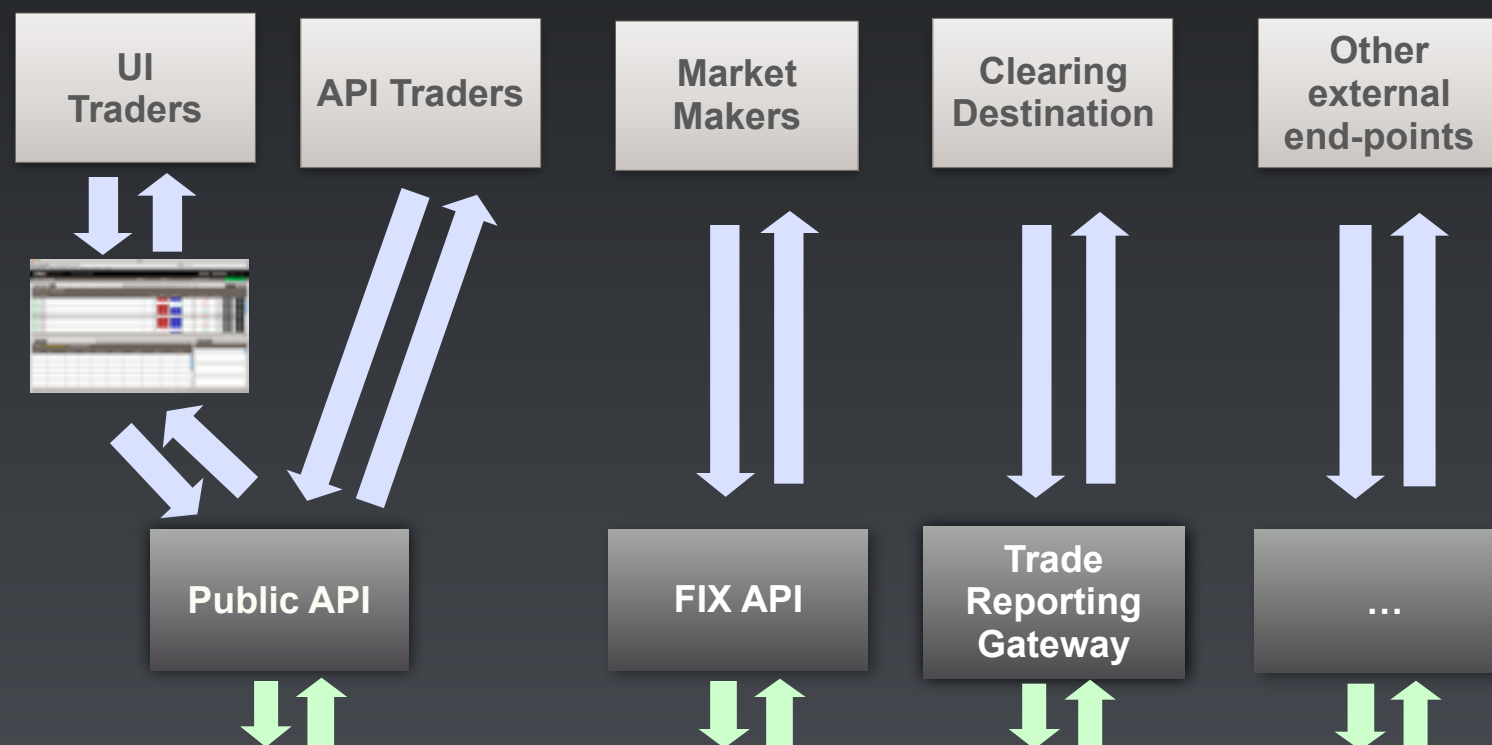 UI
Traders
API Traders
Market
Makers
Clearing
Destination
Other
external
end-points
Public API
FIX API
Trade
Reporting
Gateway
…